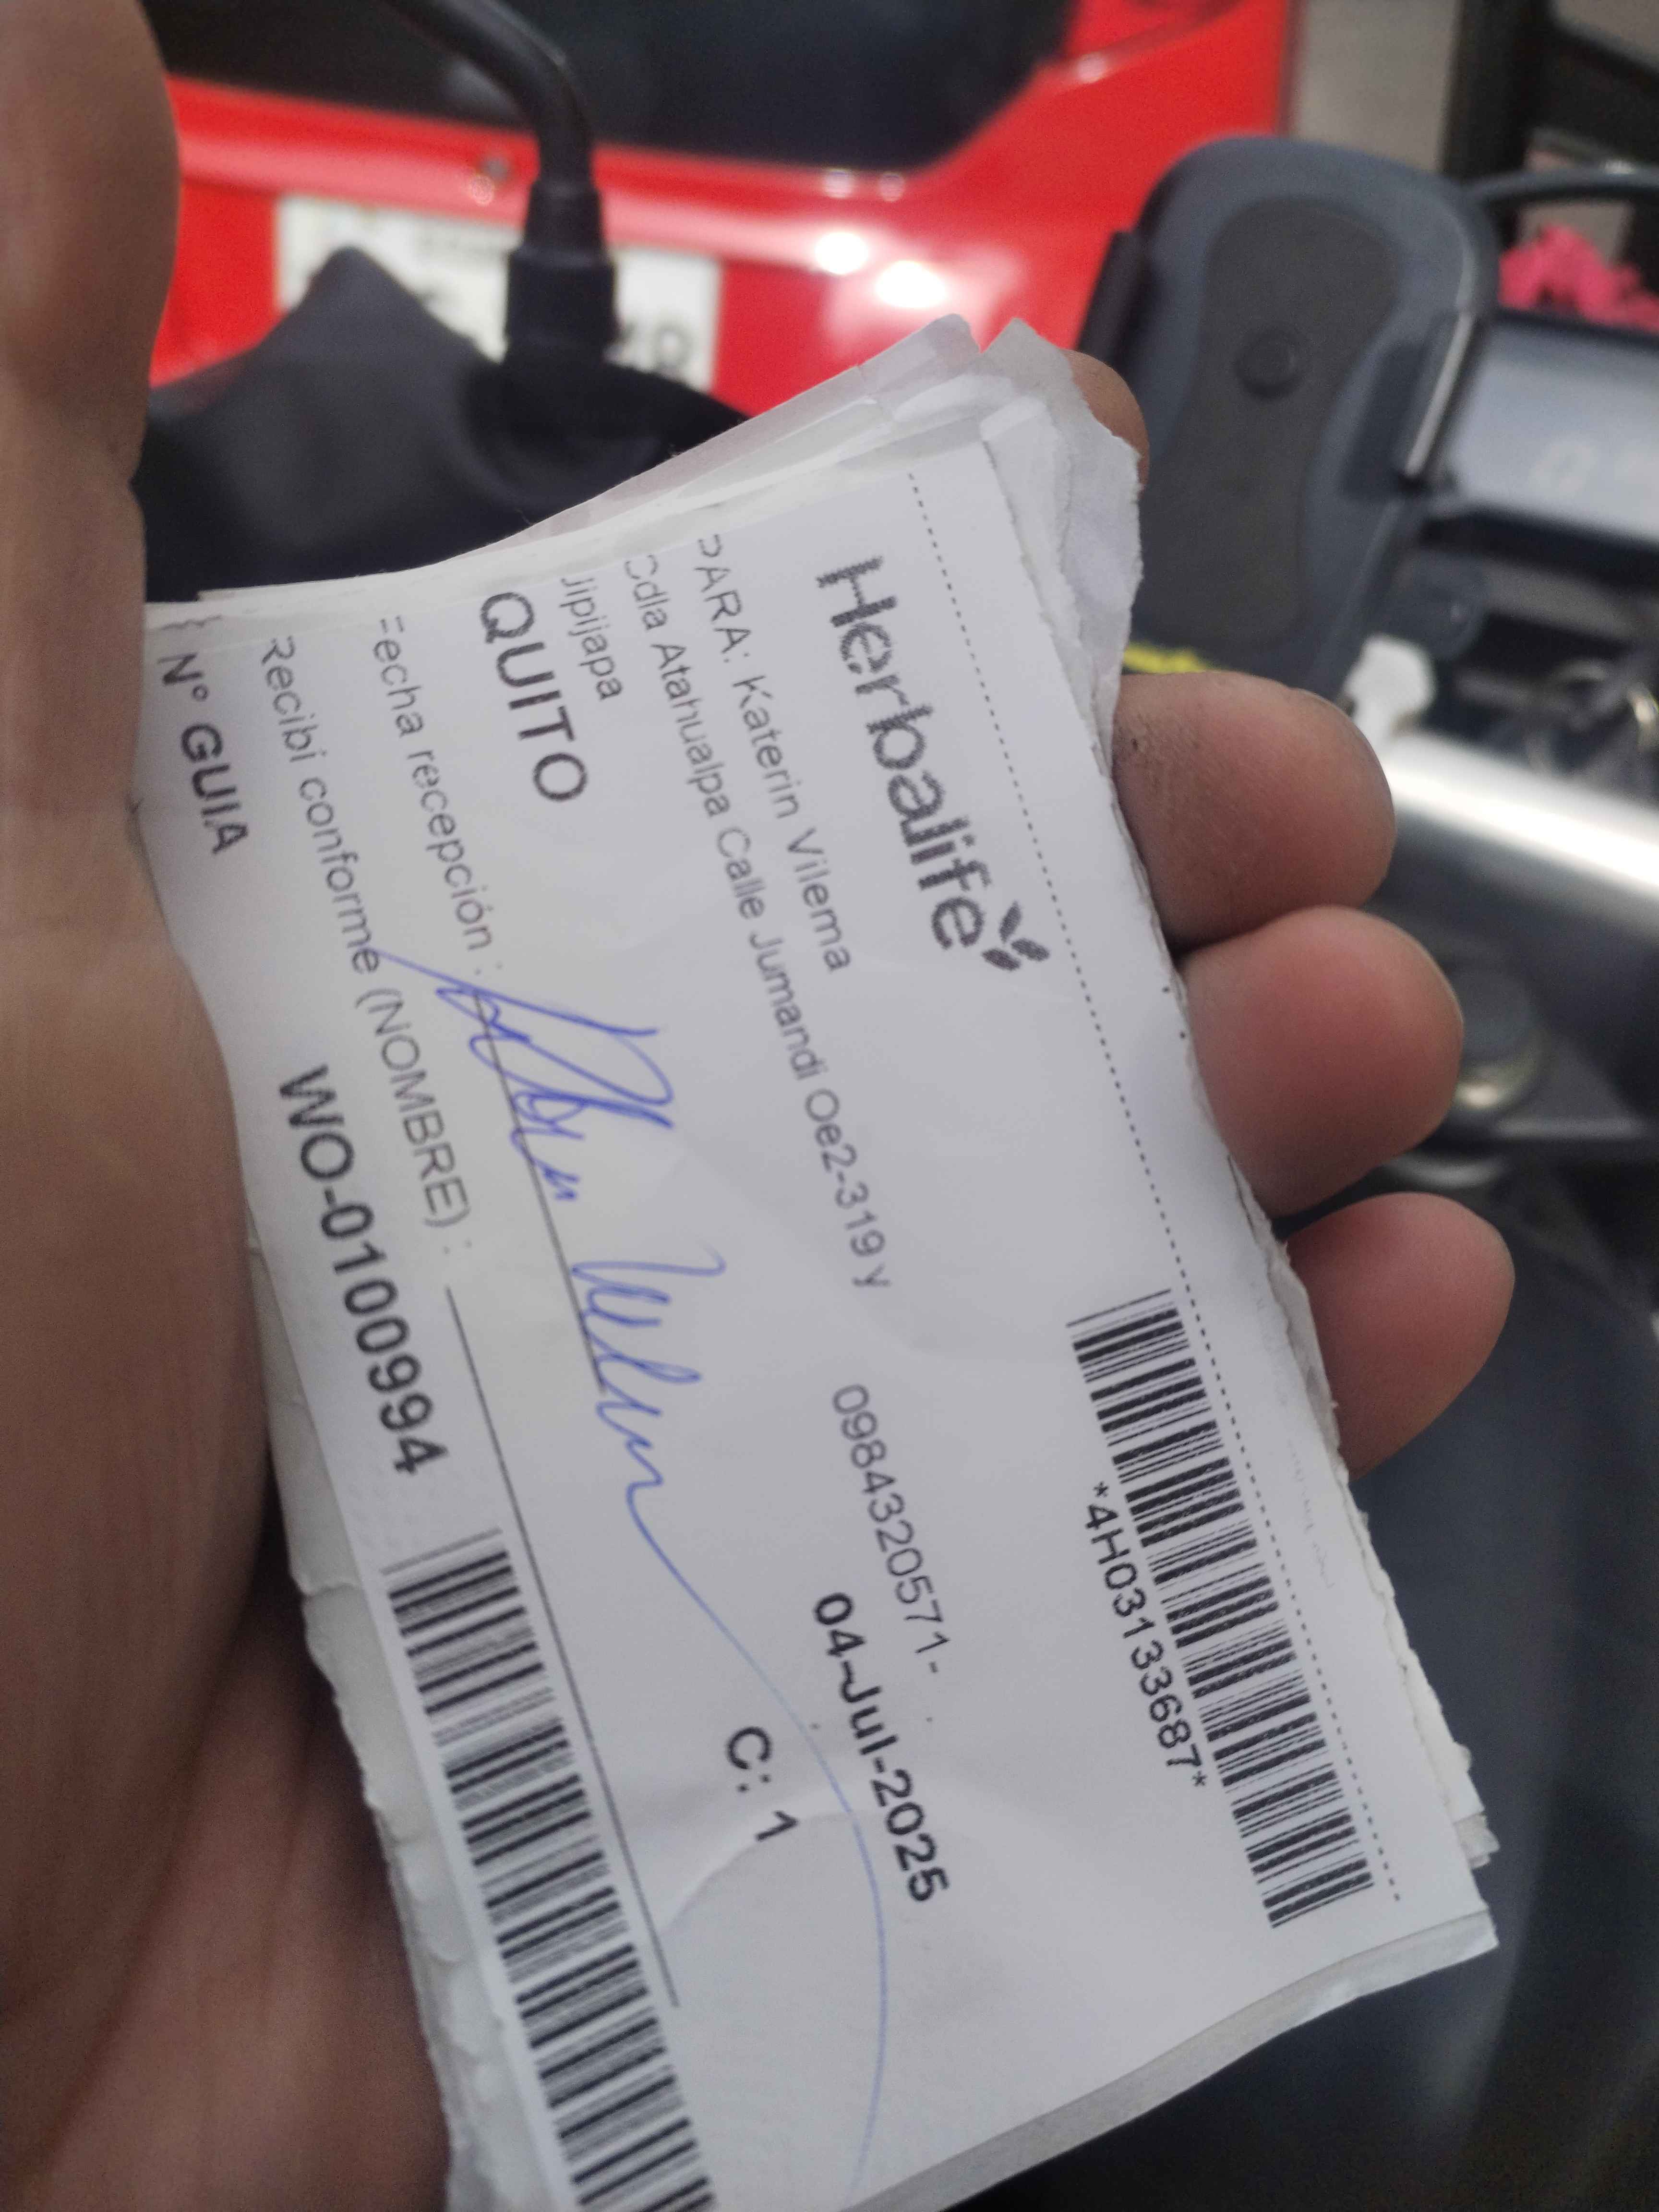 Herbalife
*4H03133687*
PARA: Katerin Vilema
0984320571-
Cdla Atahualpa Calle Jumandi Oe2-319 y
Jipijapa
04-Jul-2025
QUITO
C: 1
Fecha recepción :
Recibi conforme (NOMBRE) :
N° GUIA
WO-0100994